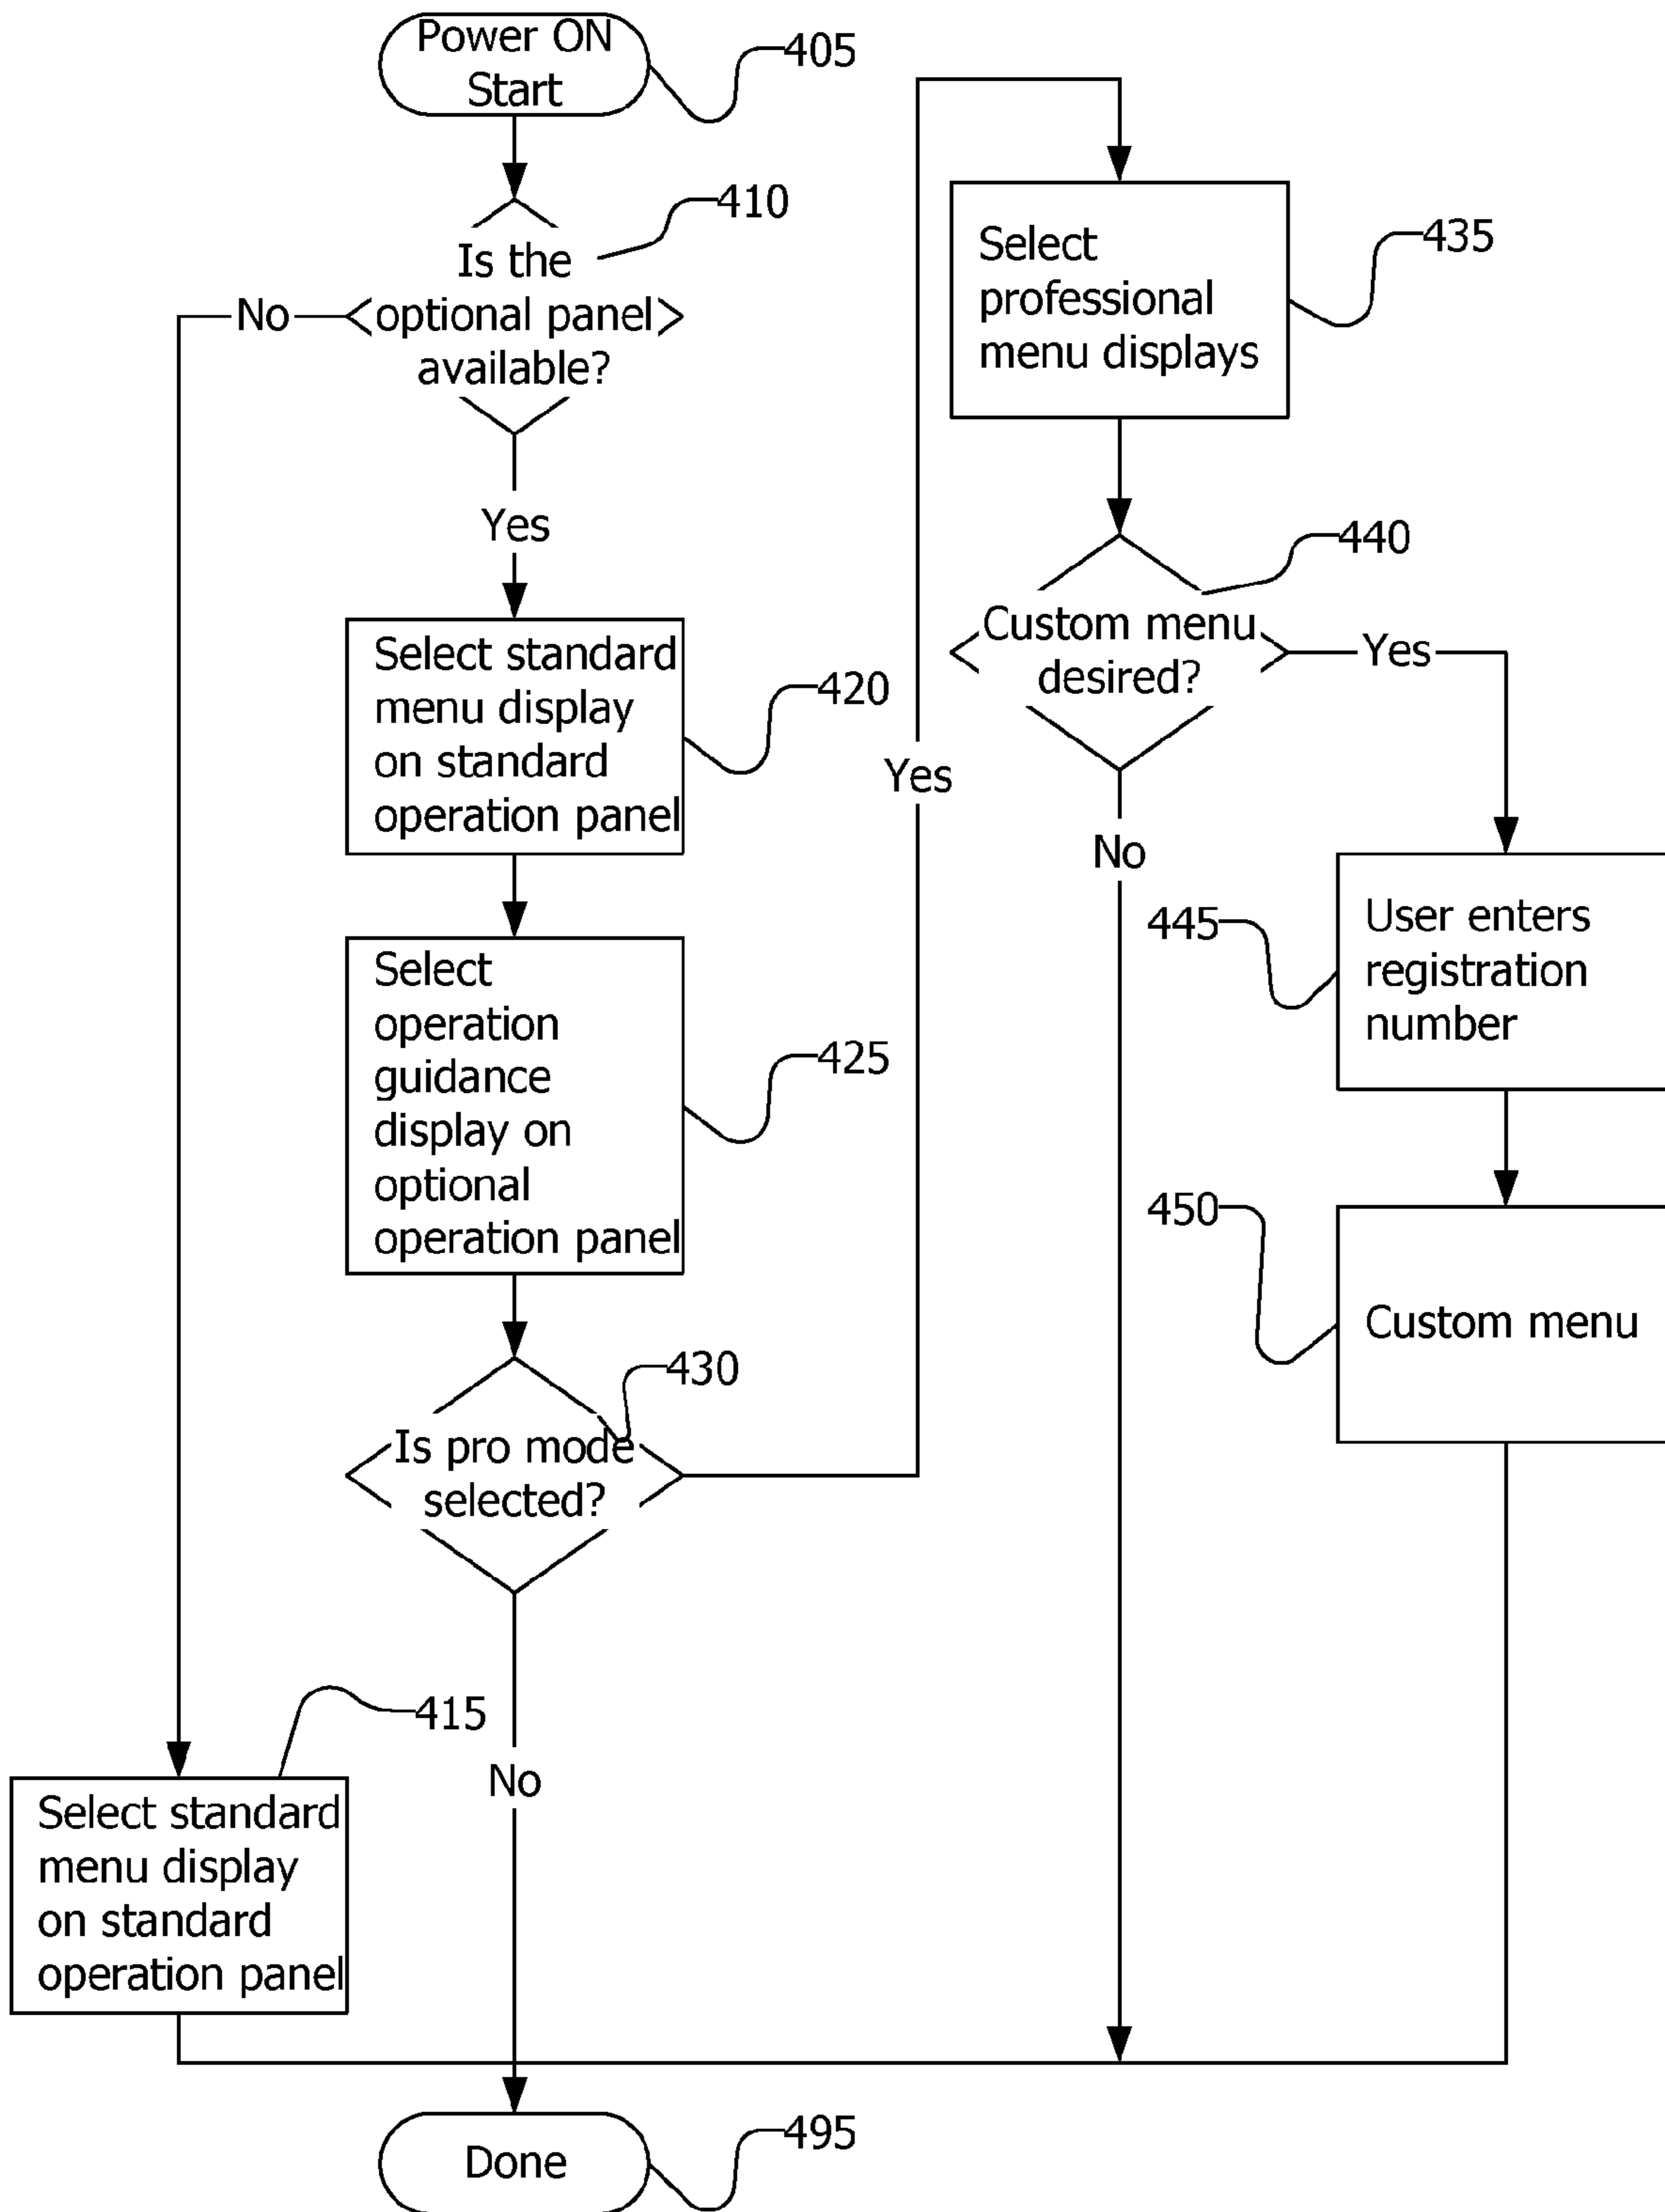 Power ON
Start
405
410
Is the
optional panel
available?
No
Yes
Select standard
menu display
on standard
operation panel
420
Select
operation
guidance
display on
optional
operation panel
425
430
Is pro mode
selected?
Yes
No
415
Select standard
menu display
on standard
operation panel
Select
professional
menu displays
435
440
Custom menu
desired?
Yes
No
445
User enters
registration
number
450
Custom menu
Done
495